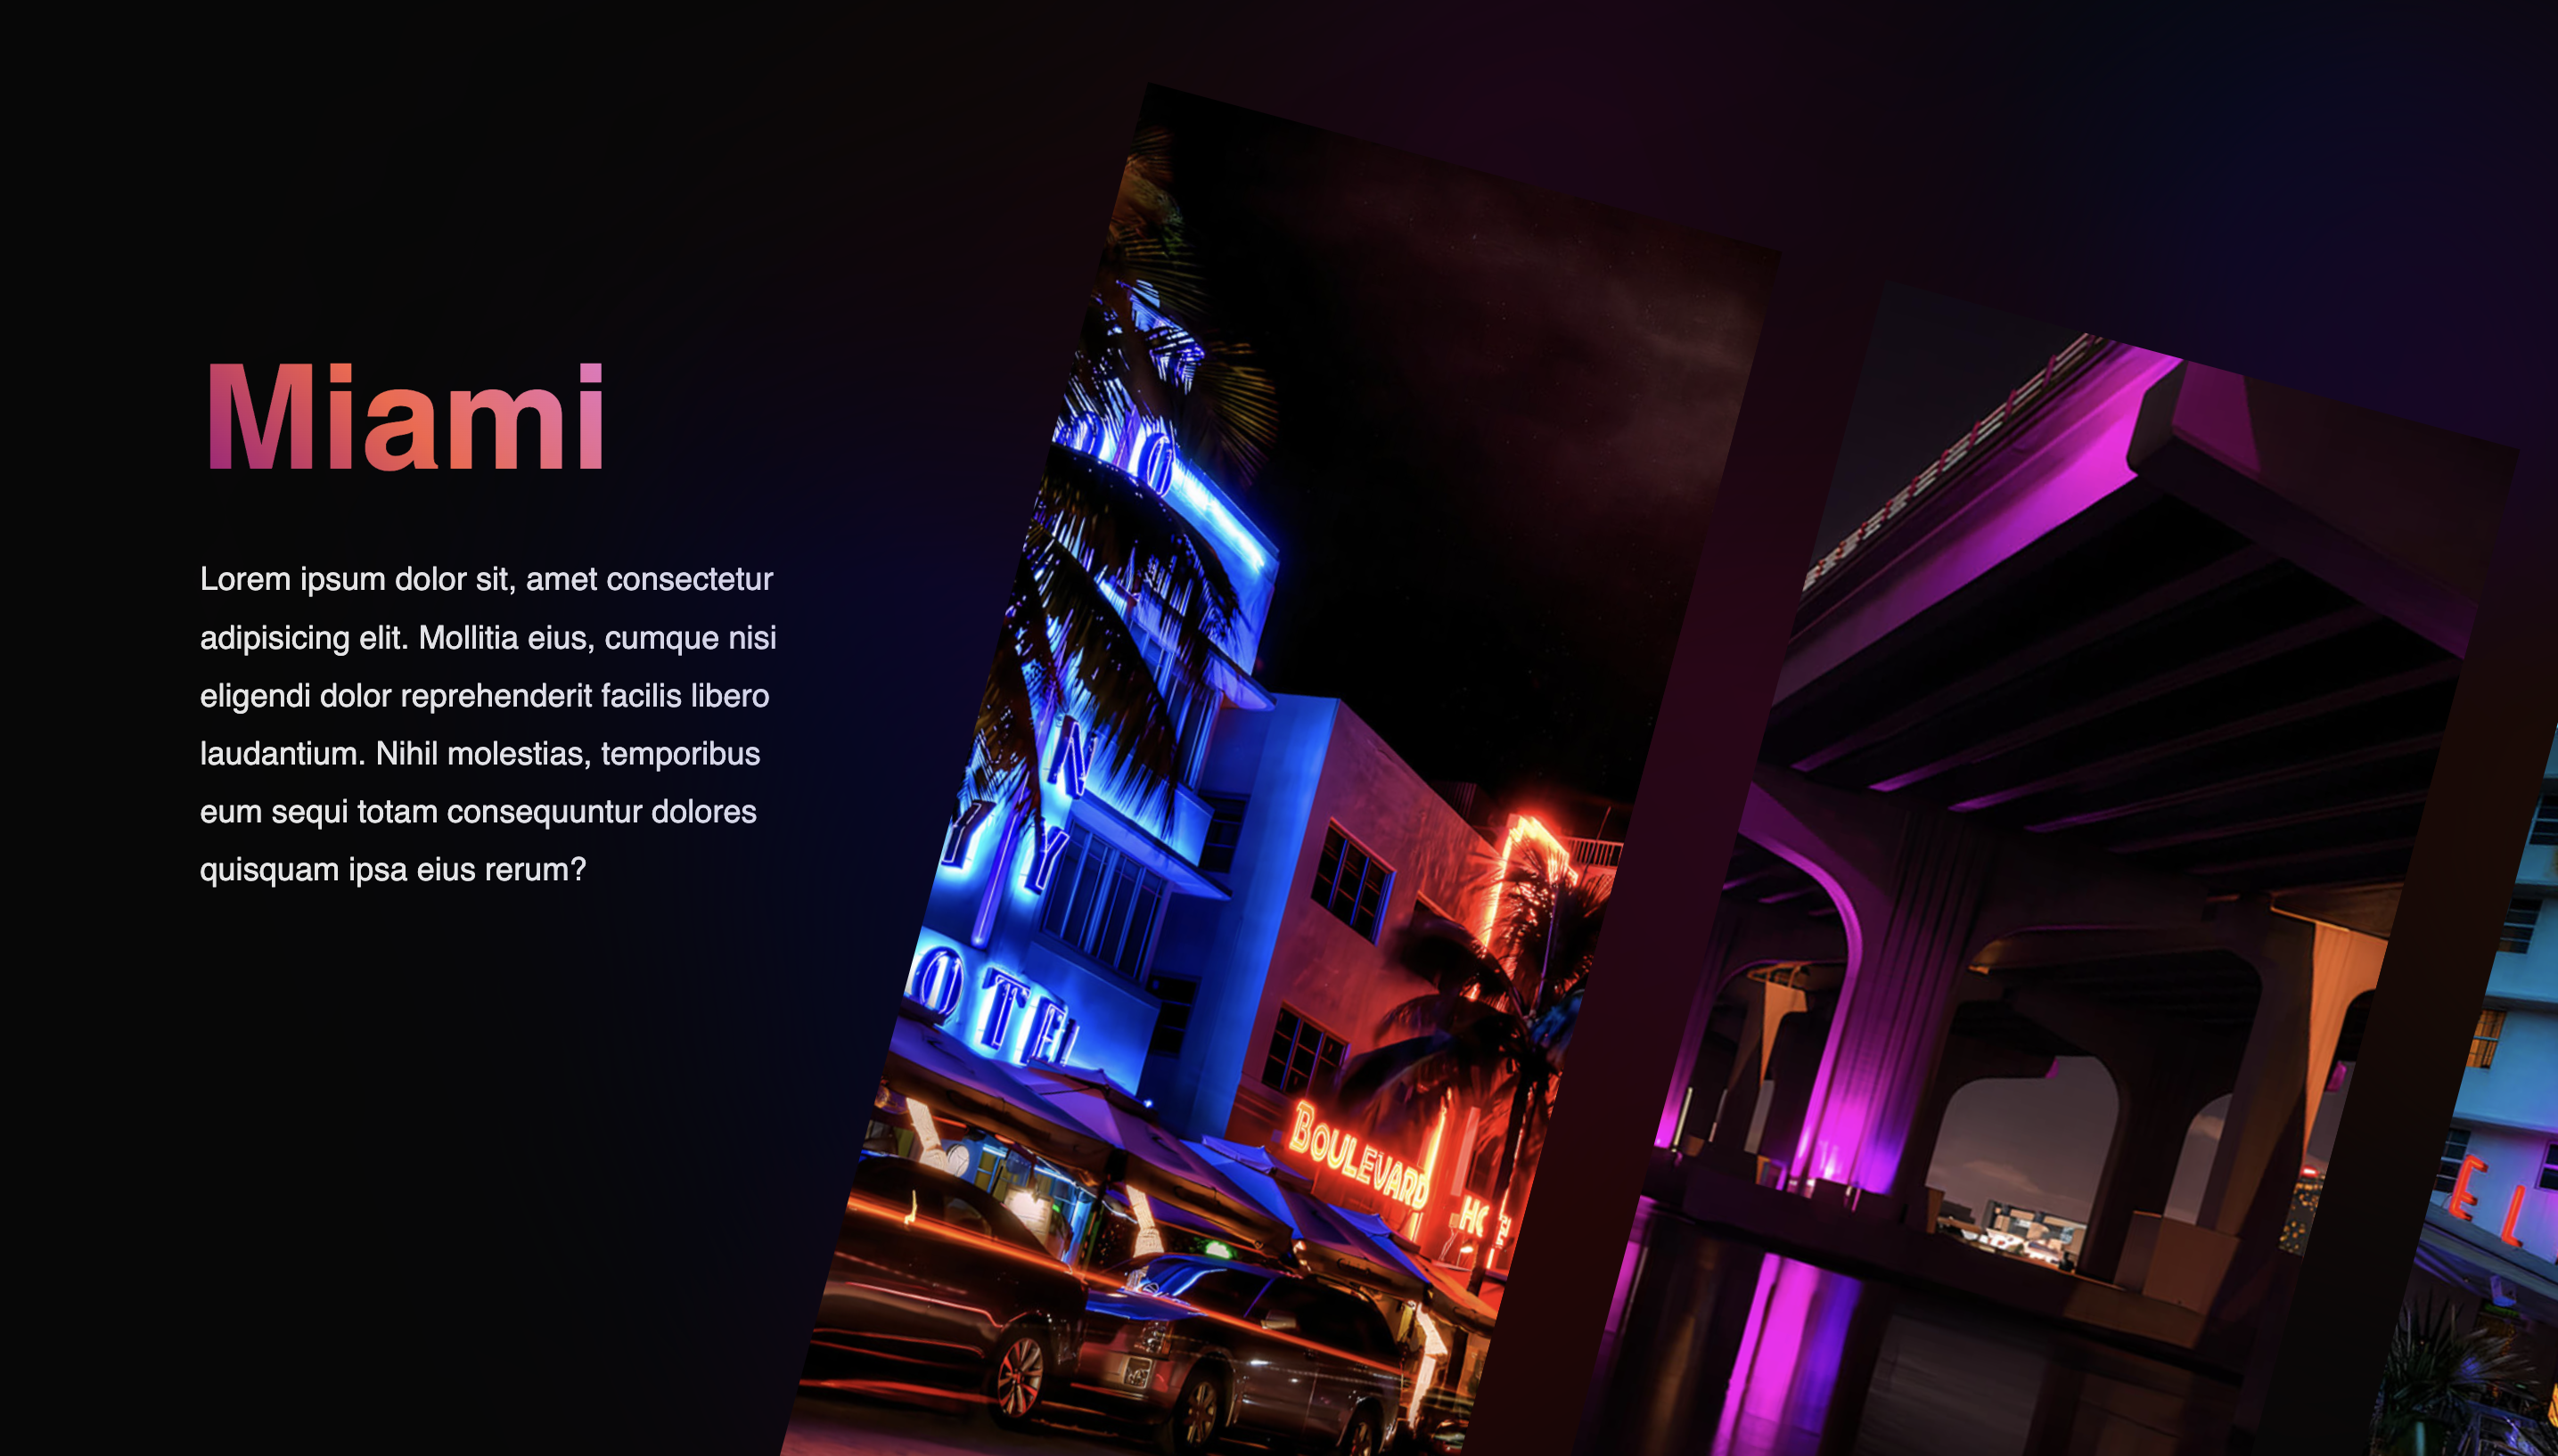 Miami
Lorem ipsum dolor sit, amet consectetur
adipisicing elit. Mollitia eius, cumque nisi
eligendi dolor reprehenderit facilis libero
laudantium. Nihil molestias, temporibus
eum sequi totam consequuntur dolores
quisquam ipsa eius rerum?
N
Y
Y
OTEL
BOULEVARD
EL